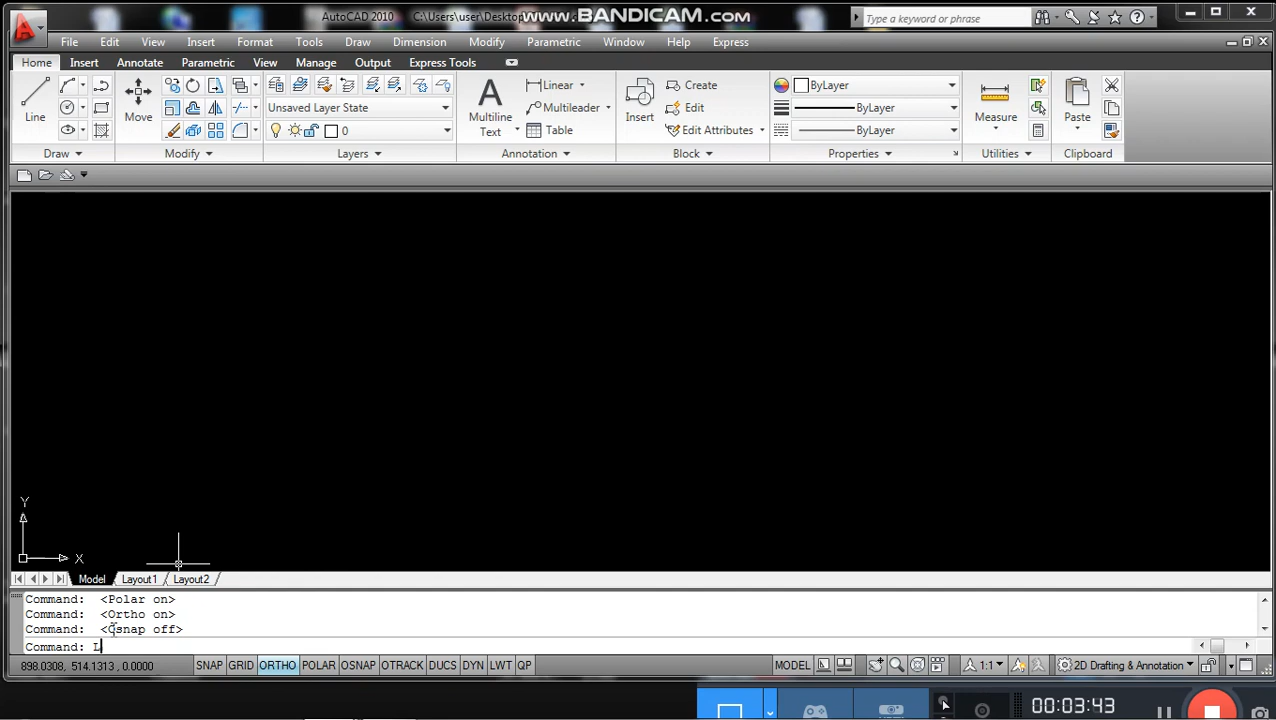 AutoCAD 2010 C:\Users\user\Desktop
www.BANDICAM.com
Type a keyword or phrase
File Edit View Insert Format Tools Draw Dimension Modify Parametric Window Help Express
Home Insert Annotate Parametric View Manage Output Express Tools
Line Move Unsaved Layer State 0 Multiline Text Linear Multileader Table Insert Create Edit Edit Attributes ByLayer ByLayer ByLayer Measure Paste
Draw Modify Layers Annotation Block Properties Utilities Clipboard
Y
X
Model Layout1 Layout2
Command: <Polar on>
Command: <Ortho on>
Command: <Osnap off>
Command: L
898.0308, 514.1313, 0.0000 SNAP GRID ORTHO POLAR OSNAP OTRACK DUCS DYN LWT QP MODEL 1:1 2D Drafting & Annotation
00:03:43